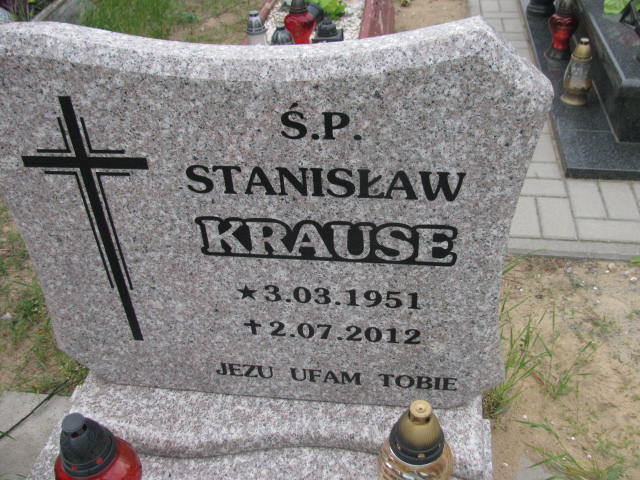 Ś.P.
STANISŁAW
KRAUSE
★3.03.1951
✝2.07.2012
JEZU UFAM TOBIE